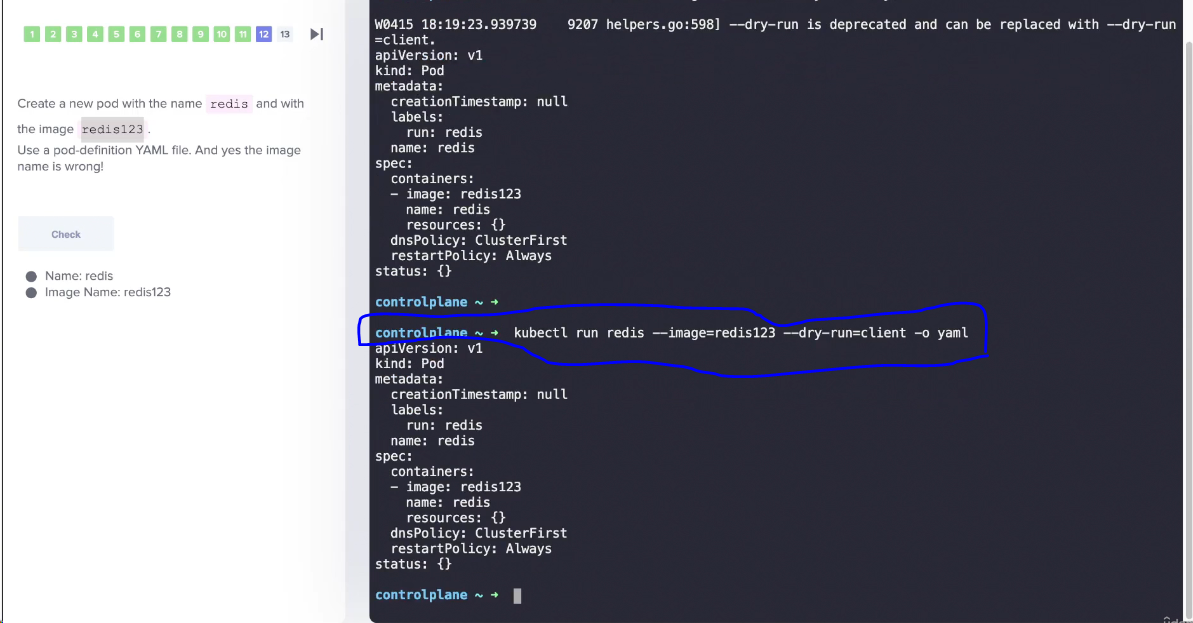 1 2 3 4 5 6 7 8 9 10 11 12 13
Create a new pod with the name redis and with
the image redis123 .
Use a pod-definition YAML file. And yes the image
name is wrong!
Check
Name: redis
Image Name: redis123
W0415 18:19:23.939739    9207 helpers.go:598] --dry-run is deprecated and can be replaced with --dry-run
=client.
apiVersion: v1
kind: Pod
metadata:
  creationTimestamp: null
  labels:
    run: redis
  name: redis
spec:
  containers:
  - image: redis123
    name: redis
    resources: {}
  dnsPolicy: ClusterFirst
  restartPolicy: Always
status: {}
controlplane ~ ➜
controlplane ~ ➜  kubectl run redis --image=redis123 --dry-run=client -o yaml
apiVersion: v1
kind: Pod
metadata:
  creationTimestamp: null
  labels:
    run: redis
  name: redis
spec:
  containers:
  - image: redis123
    name: redis
    resources: {}
  dnsPolicy: ClusterFirst
  restartPolicy: Always
status: {}
controlplane ~ ➜